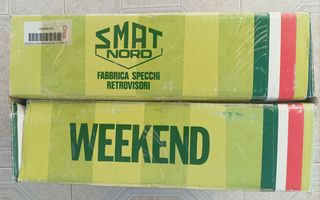 SMAT
NORD
FABBRICA SPECCHI
RETROVISORI
WEEKEND